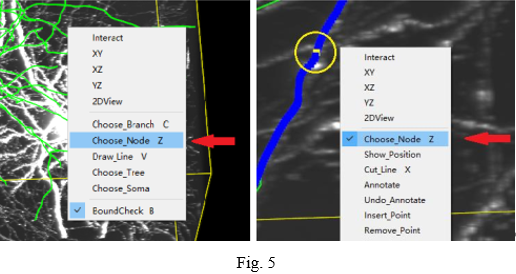 Interact
XY
XZ
YZ
2DView
Choose_Branch C
Choose_Node Z
Draw_Line V
Choose_Tree
Choose_Soma
BoundCheck B
Interact
XY
XZ
YZ
2DView
Choose_Node Z
Show_Position
Cut_Line X
Annotate
Undo_Annotate
Insert_Point
Remove_Point
Fig. 5